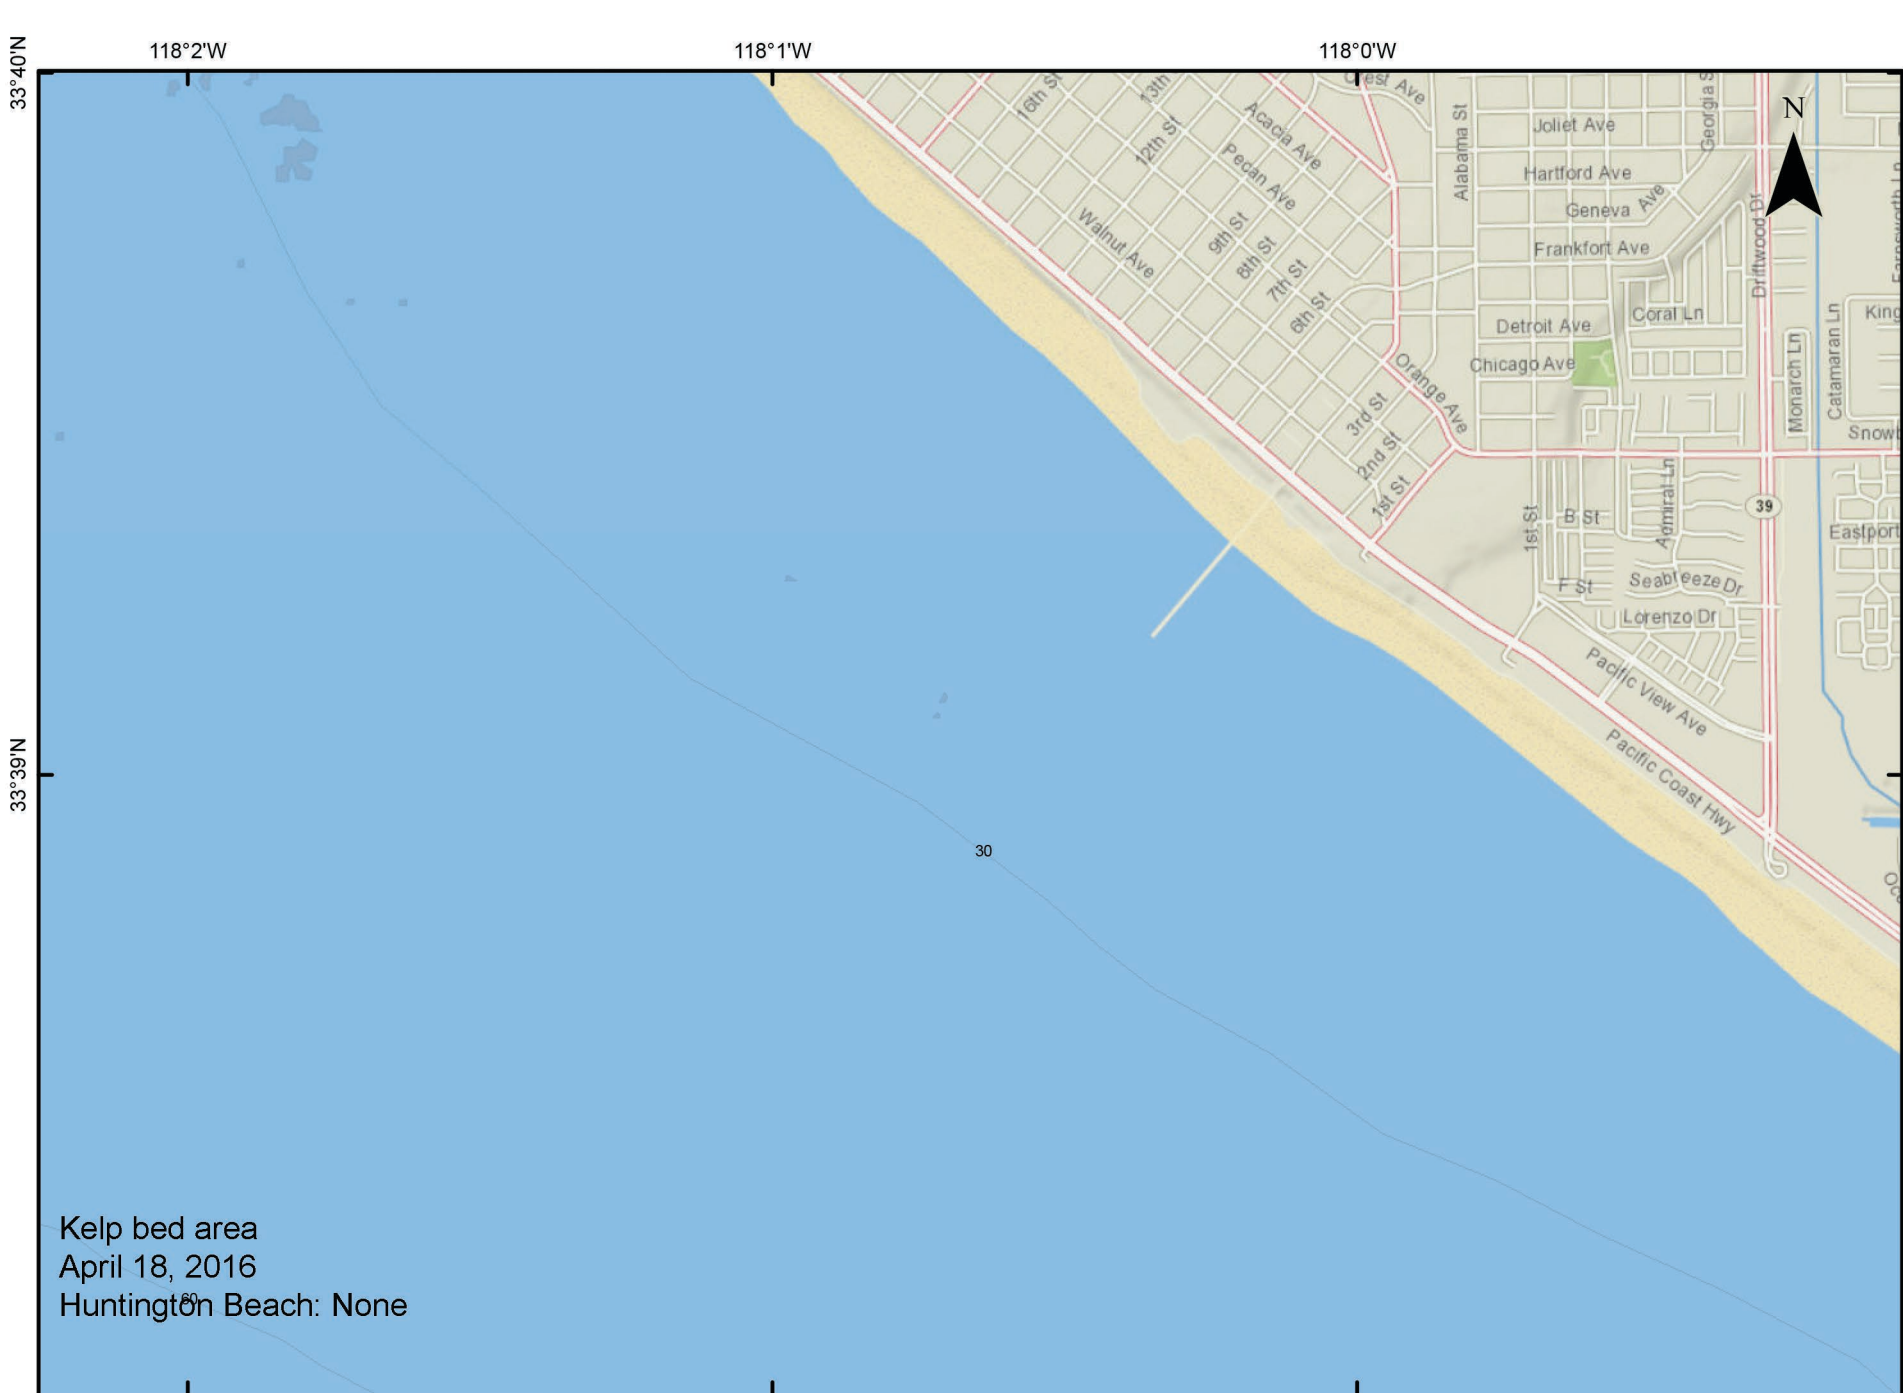 118°2'W
118°1'W
118°0'W
33°40'N
33°39'N
N
16th St
13th
12th St
Acacia Ave
Pecan Ave
Walnut Ave
9th St
8th St
7th St
6th St
Alabama St
Joliet Ave
Hartford Ave
Geneva Ave
Frankfort Ave
Driftwood Dr
Coral Ln
Detroit Ave
Chicago Ave
Orange Ave
3rd St
2nd St
1st St
Monarch Ln
Catamaran Ln
Admiral Ln
39
1st St
B St
F St
Seabreeze Dr
Lorenzo Dr
Eastport
Pacific View Ave
Pacific Coast Hwy
30
60
Kelp bed area
April 18, 2016
Huntington Beach: None